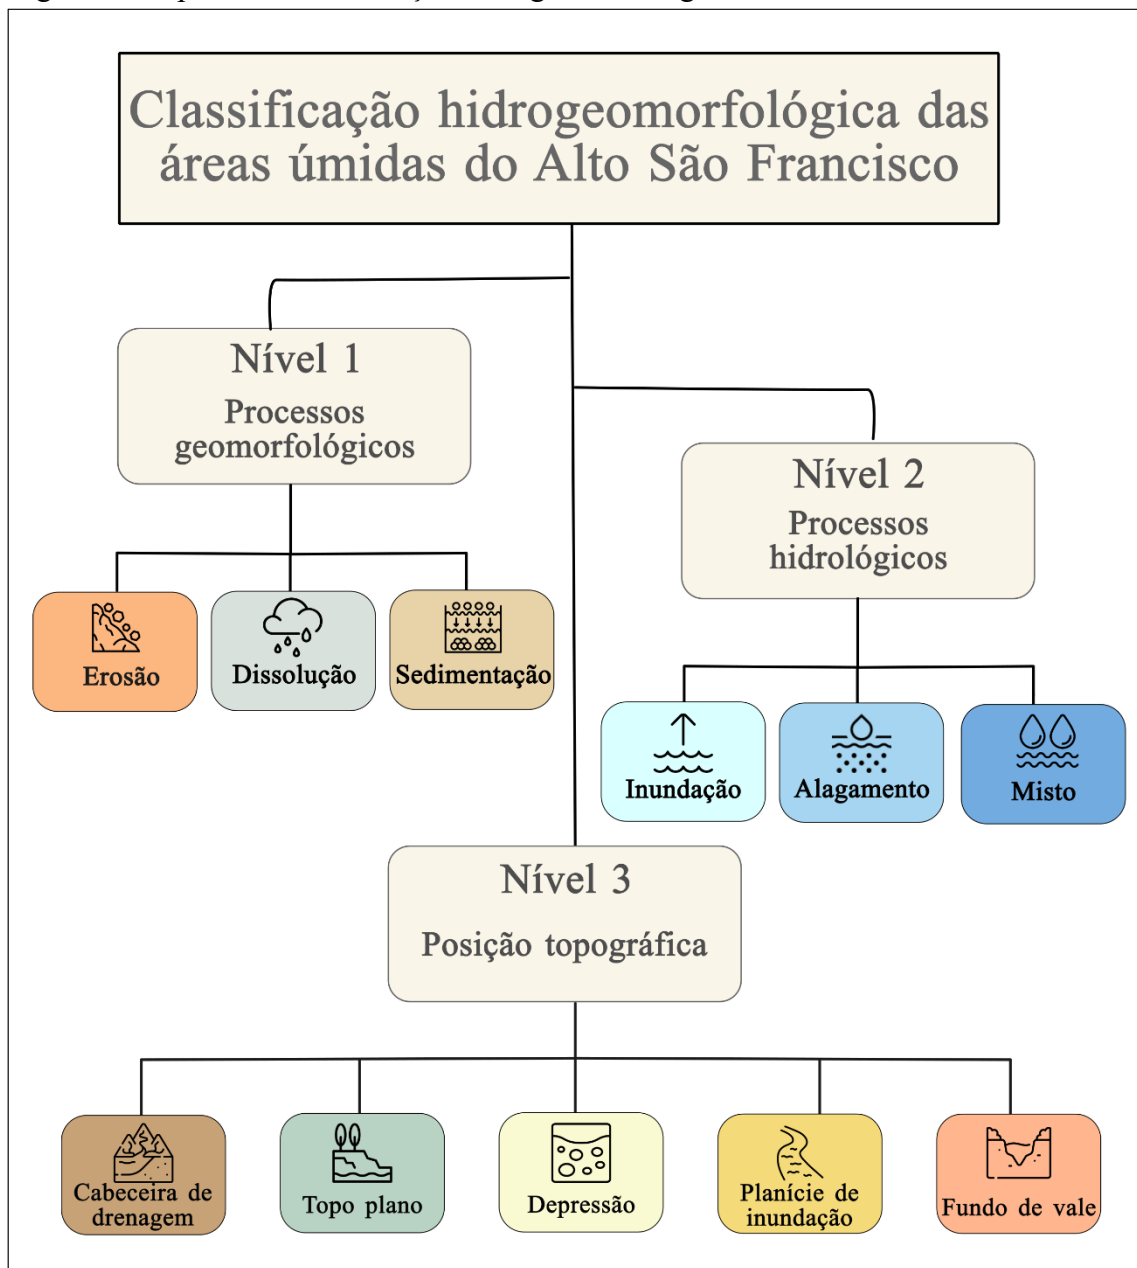 Classificação hidrogeomorfológica das
áreas úmidas do Alto São Francisco
Nível 1
Processos
geomorfológicos
Nível 2
Processos
hidrológicos
Erosão
Dissolução
Sedimentação
Inundação
Alagamento
Misto
Nível 3
Posição topográfica
Cabeceira de
drenagem
Topo plano
Depressão
Planície de
inundação
Fundo de vale